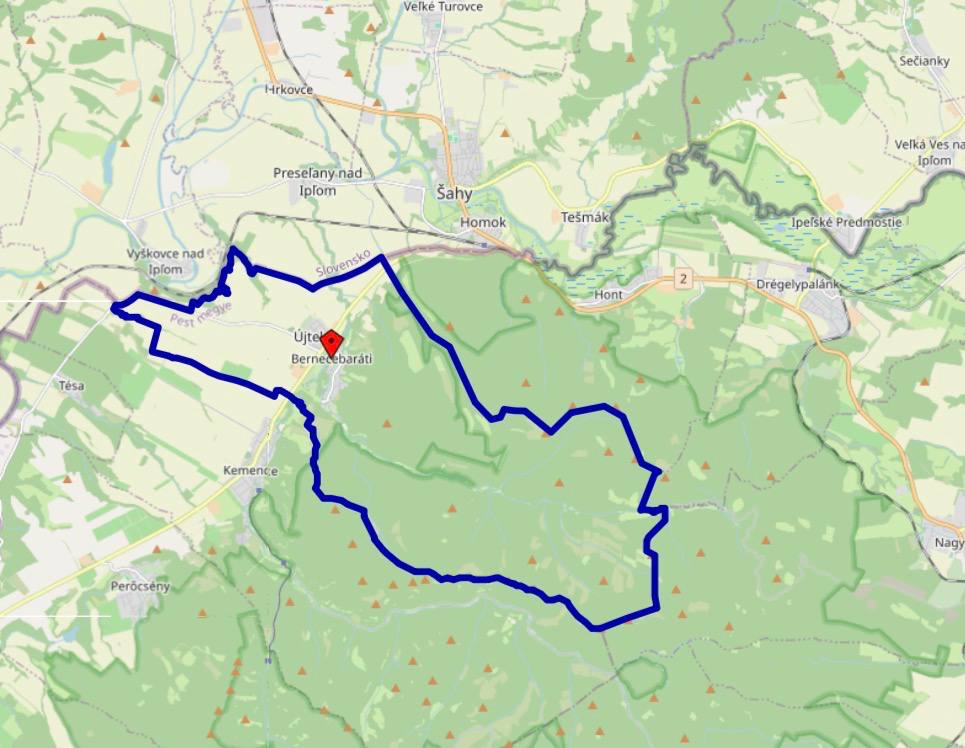 Veľké Turovce
Sečianky
Hrkovce
Veľká Ves na
Ipľom
Preseľany nad
Ipľom
Šahy
Homok
Tešmák
Ipeľské Predmostie
Vyškovce nad
Ipľom
Slovensko
Pest megye
Hont
2
Drégelypalánk
Bernecebaráti
Tésa
Kemence
Perőcsény
Nagy